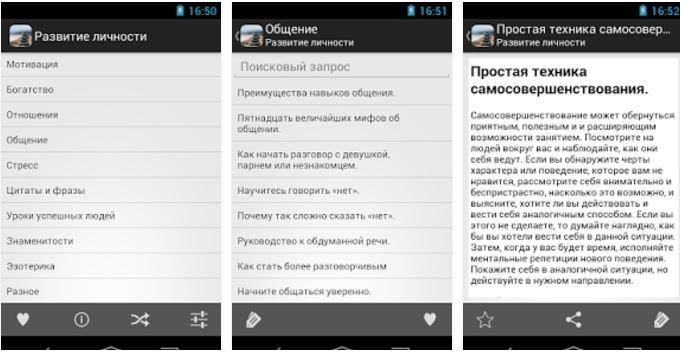 16:50
Развитие личности
Мотивация
Богатство
Отношения
Общение
Стресс
Цитаты и фразы
Уроки успешных людей
Знаменитости
Эзотерика
Разное
16:51
Общение
Развитие личности
Поисковый запрос
Преимущества навыков общения.
Пятнадцать величайших мифов об
общении.
Как начать разговор с девушкой,
парнем или незнакомцем.
Научитесь говорить «нет».
Почему так сложно сказать «нет».
Руководство к обдуманной речи.
Как стать более разговорчивым
Начните общаться уверенно.
16:52
Простая техника самосовер...
Развитие личности
Простая техника
самосовершенствования.
Самосовершенствование может обернуться
приятным, полезным и и расширяющим
возможности занятием. Посмотрите на
людей вокруг вас и наблюдайте, как они
себя ведут. Если вы обнаружите черты
характера или поведение, которое вам не
нравится, рассмотрите себя внимательно и
беспристрастно, насколько это возможно, и
выясните, хотите ли вы действовать и
вести себя аналогичным способом. Если вы
этого не сделаете, то думайте наглядно, как
бы вы хотели вести себя в данной ситуации.
Затем, когда у вас будет время, исполняйте
ментальные репетиции нового поведения.
Покажите себя в аналогичной ситуации, но
действуйте в нужном направлении.